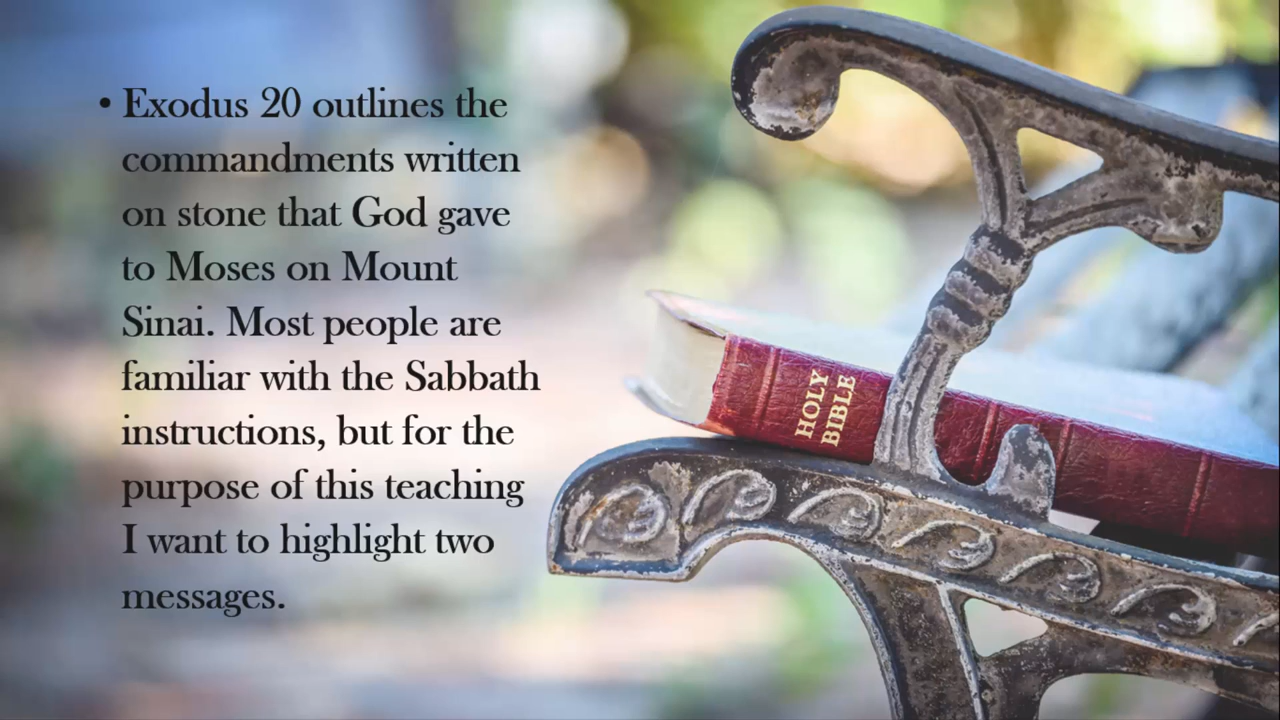 • Exodus 20 outlines the
commandments written
on stone that God gave
to Moses on Mount
Sinai. Most people are
familiar with the Sabbath
instructions, but for the
purpose of this teaching
I want to highlight two
messages.
HOLY
BIBLE